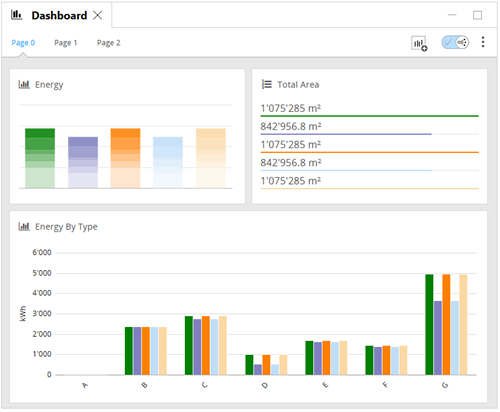 Dashboard
Page 0 Page 1 Page 2
Energy
Total Area
1'075'285 m²
842'956.8 m²
1'075'285 m²
842'956.8 m²
1'075'285 m²
Energy By Type
6'000
5'000
4'000
3'000
2'000
1'000
0
kWh
A B C D E F G